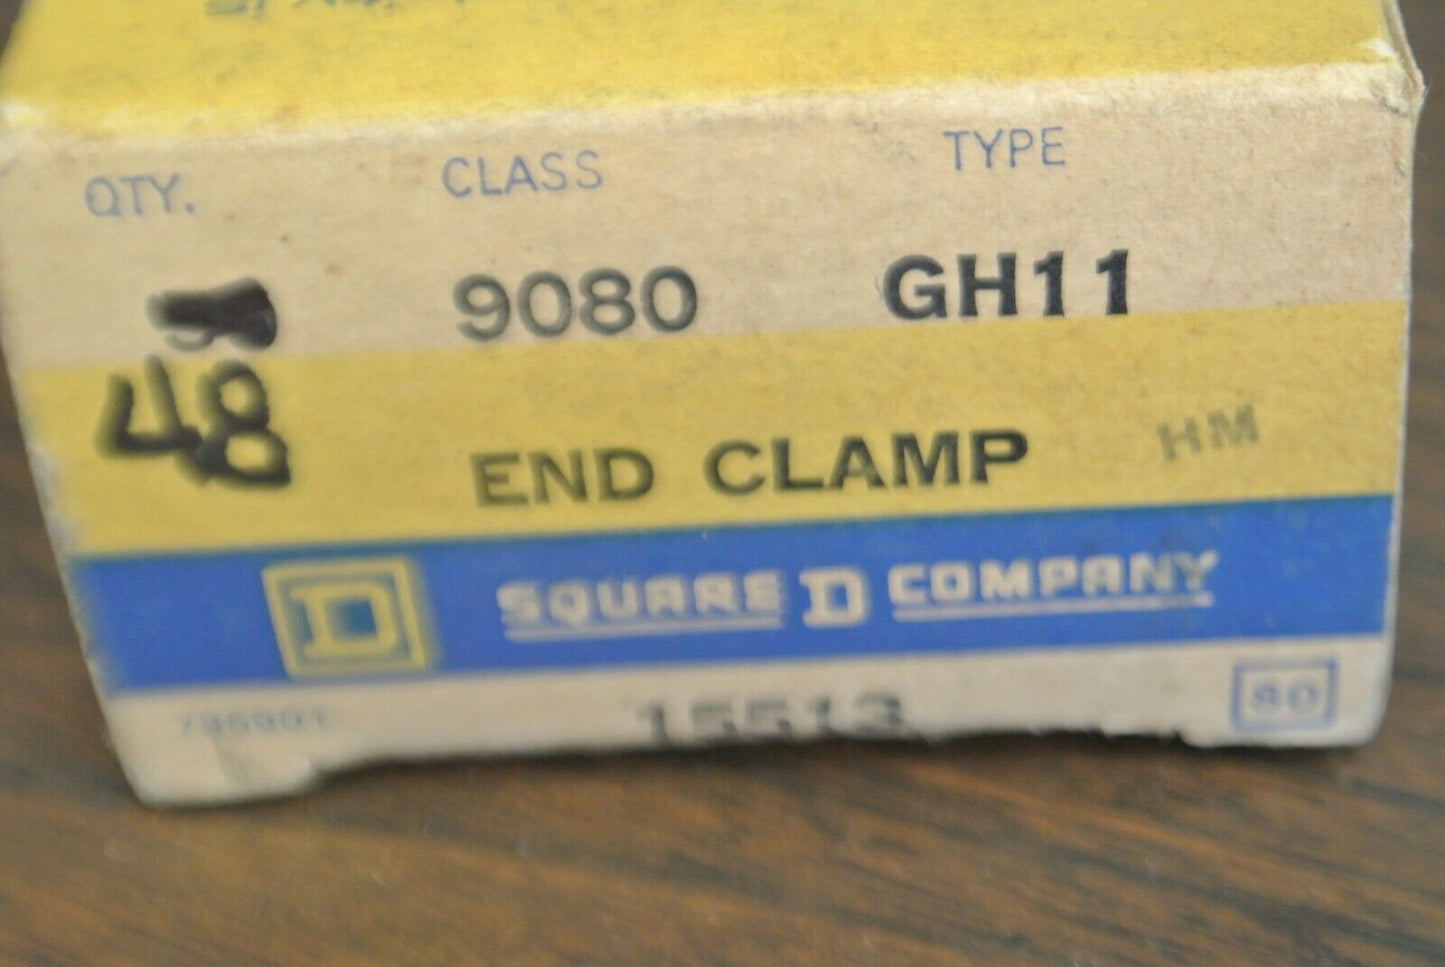 QTY. CLASS TYPE
9080 GH11
48
END CLAMP HM
D SQUARE D COMPANY
15513 80